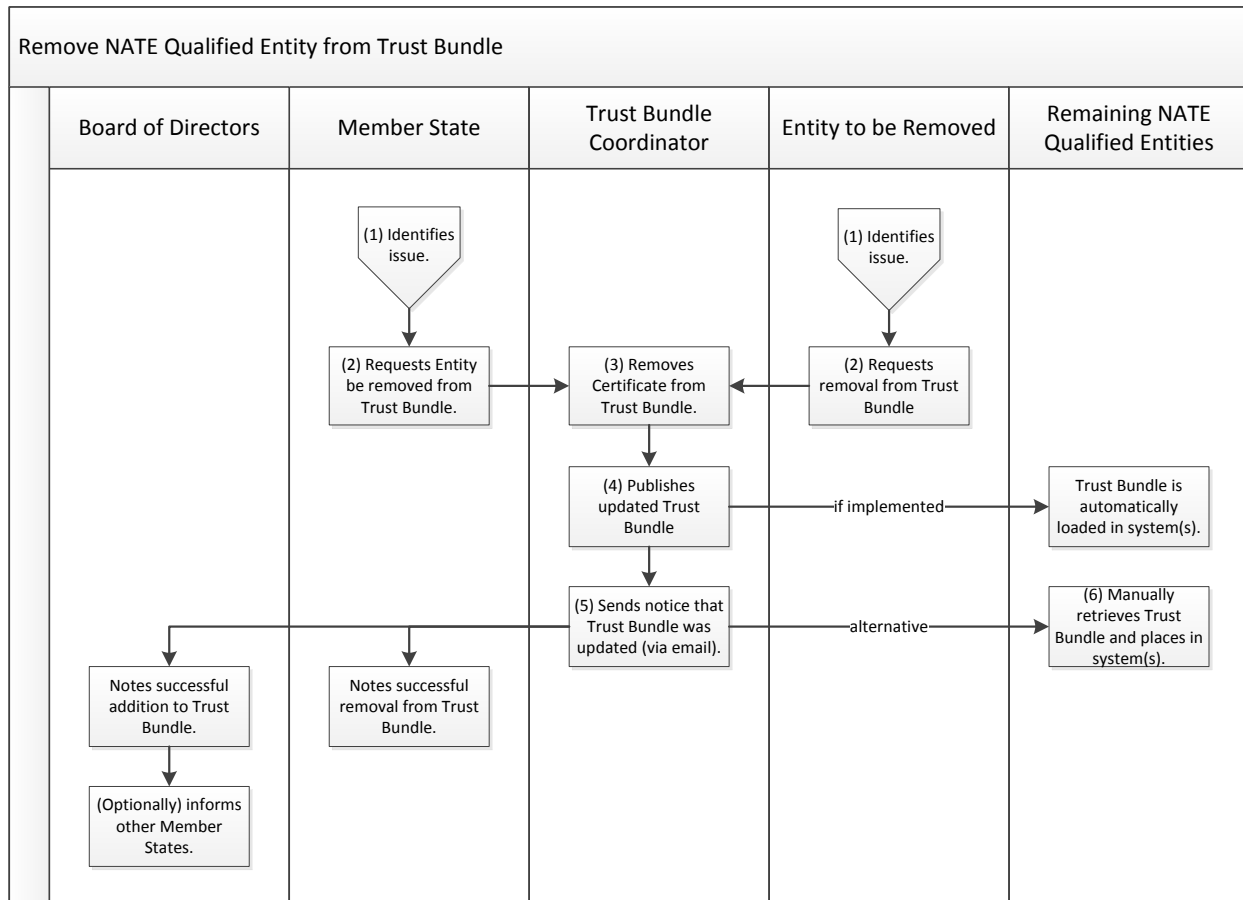 Remove NATE Qualified Entity from Trust Bundle
Board of Directors
Member State
Trust Bundle
Coordinator
Entity to be Removed
Remaining NATE
Qualified Entities
(1) Identifies
issue.
(1) Identifies
issue.
(2) Requests Entity
be removed from
Trust Bundle.
(3) Removes
Certificate from
Trust Bundle.
(2) Requests
removal from Trust
Bundle
(4) Publishes
updated Trust
Bundle
if implemented
Trust Bundle is
automatically
loaded in system(s).
(5) Sends notice that
Trust Bundle was
updated (via email).
alternative
(6) Manually
retrieves Trust
Bundle and places in
system(s).
Notes successful
addition to Trust
Bundle.
Notes successful
removal from Trust
Bundle.
(Optionally) informs
other Member
States.